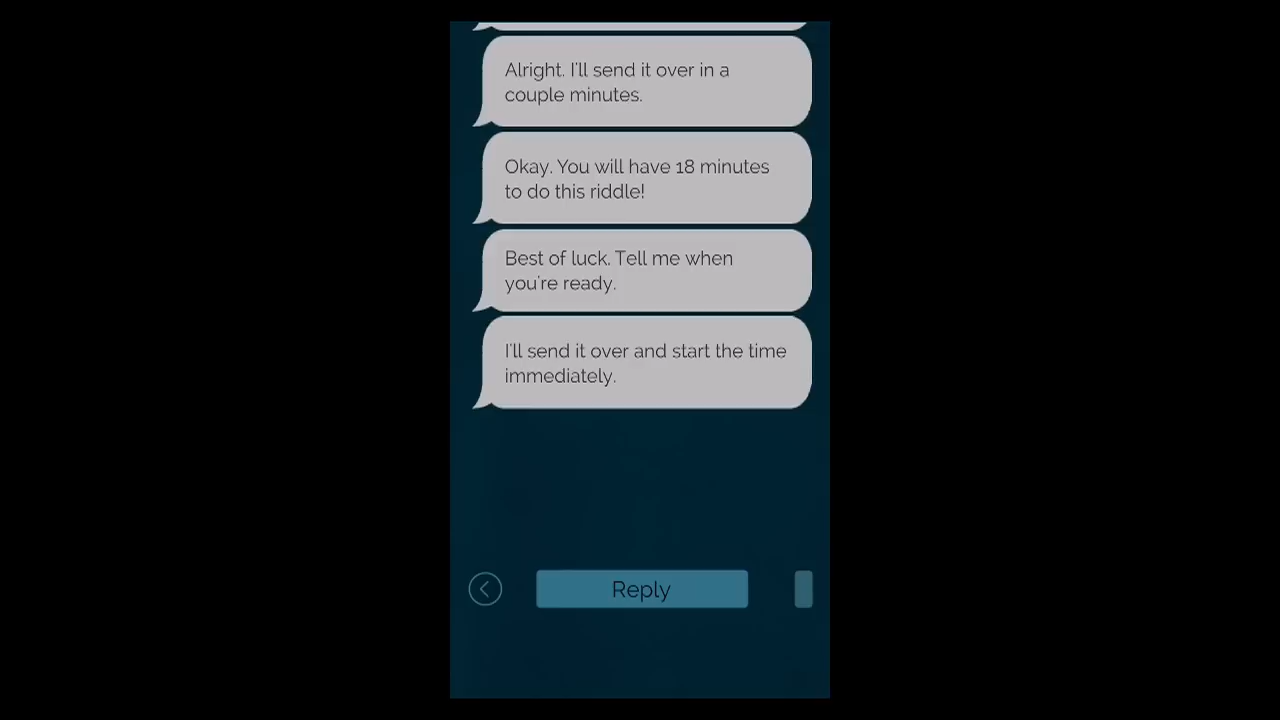 Alright. I'll send it over in a
couple minutes.
Okay. You will have 18 minutes
to do this riddle!
Best of luck. Tell me when
you're ready.
I'll send it over and start the time
immediately.
Reply